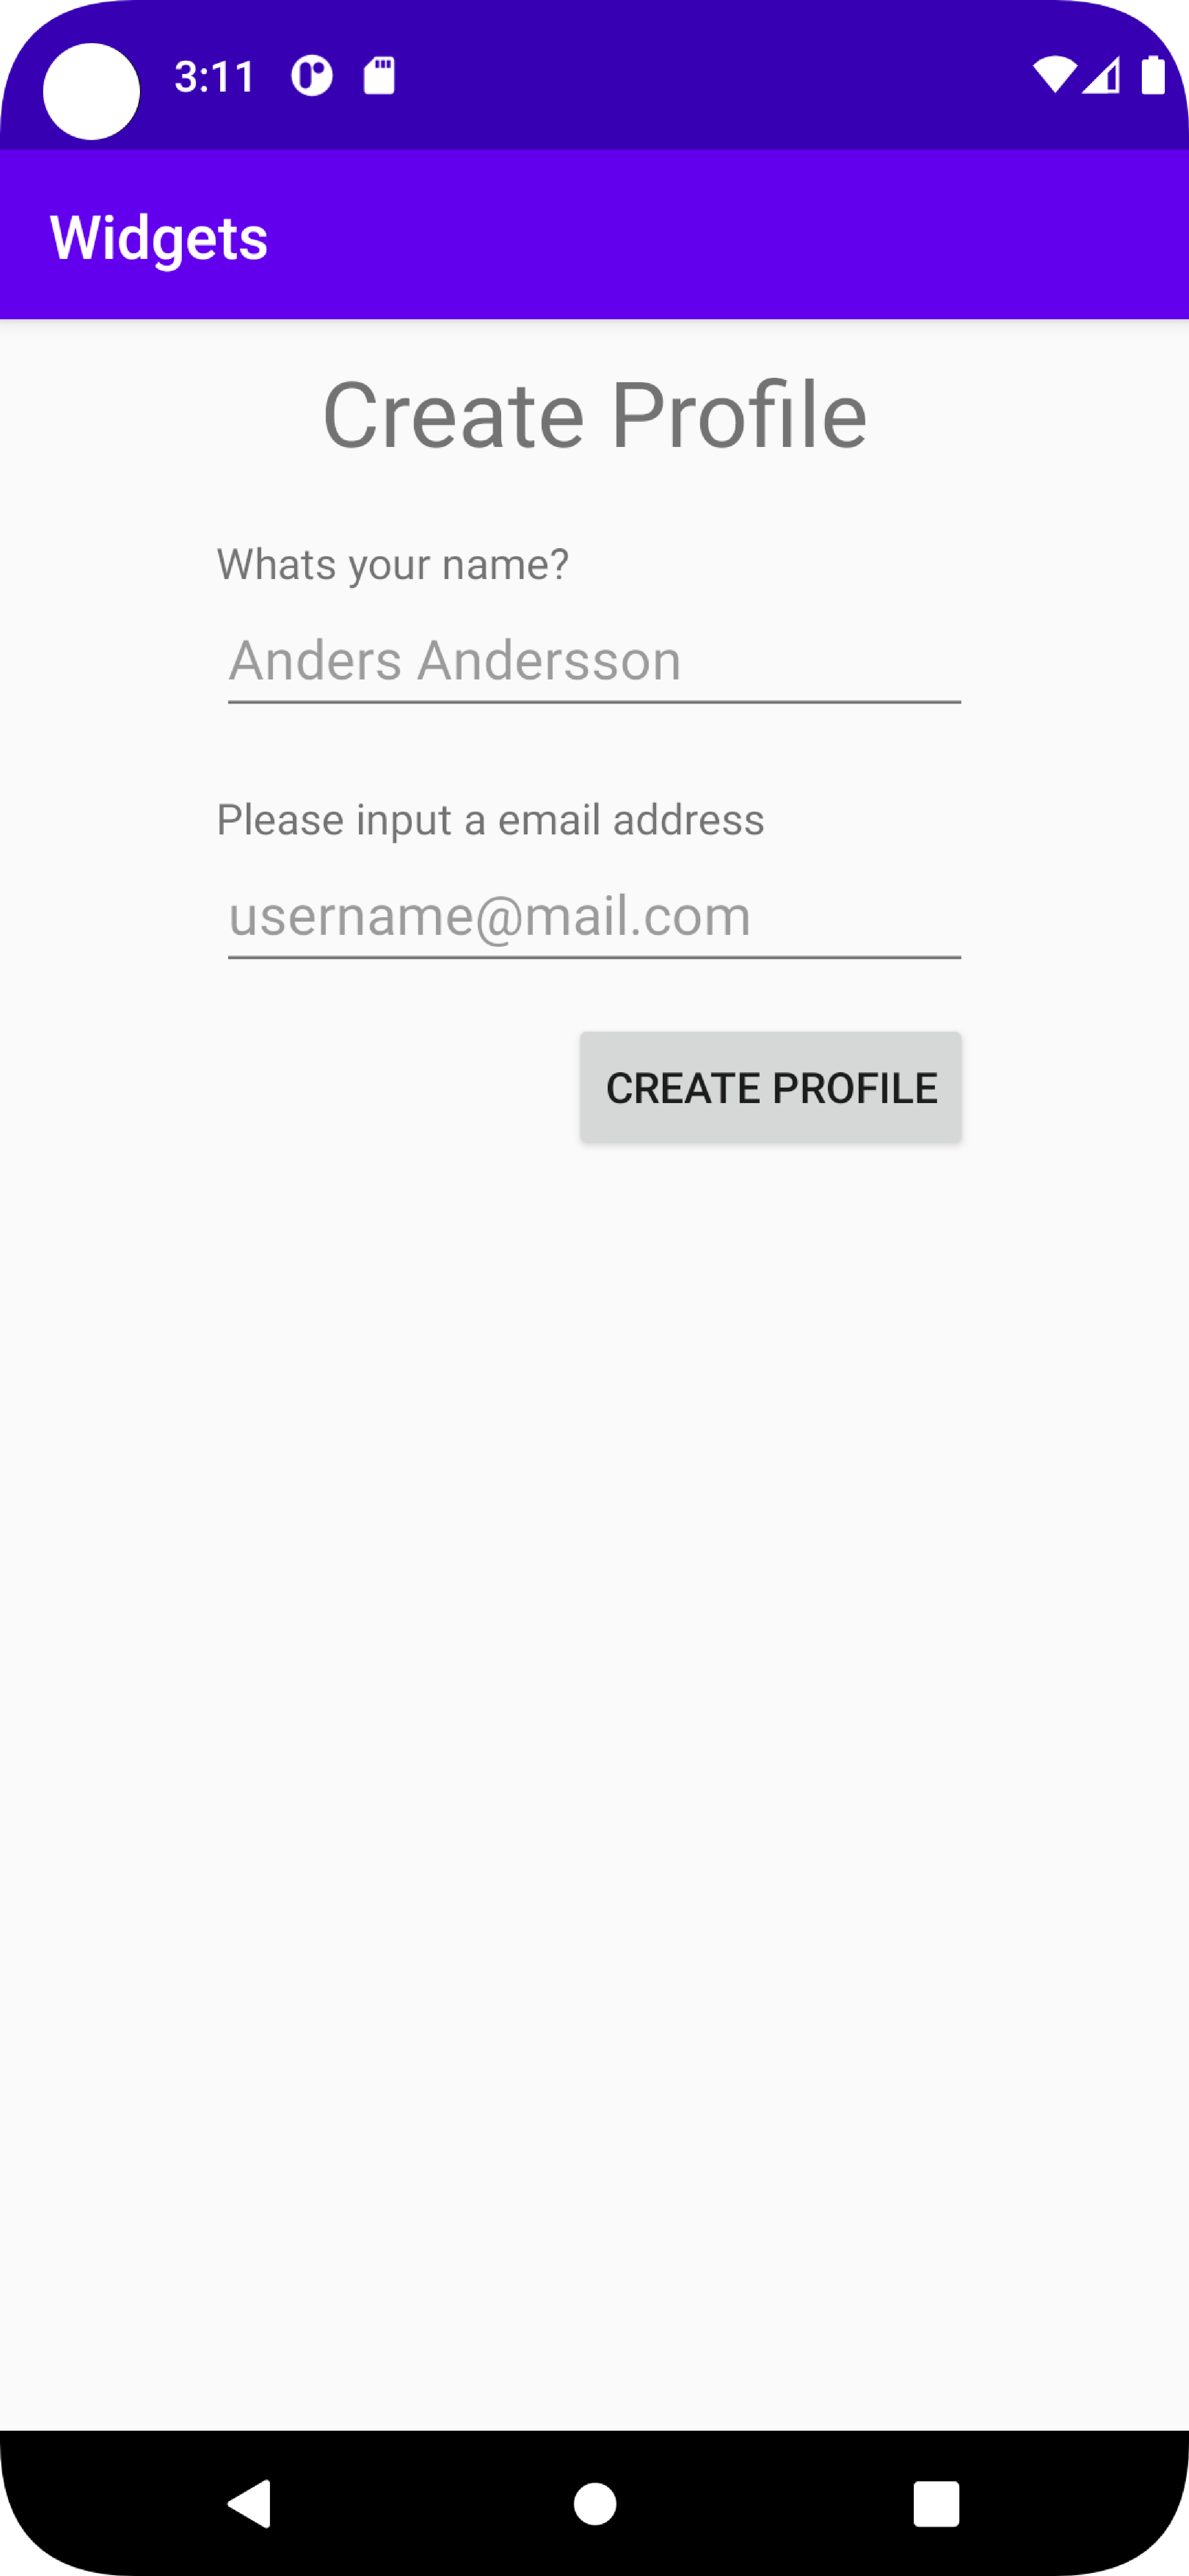 3:11
Widgets
Create Profile
Whats your name?
Anders Andersson
Please input a email address
username@mail.com
CREATE PROFILE